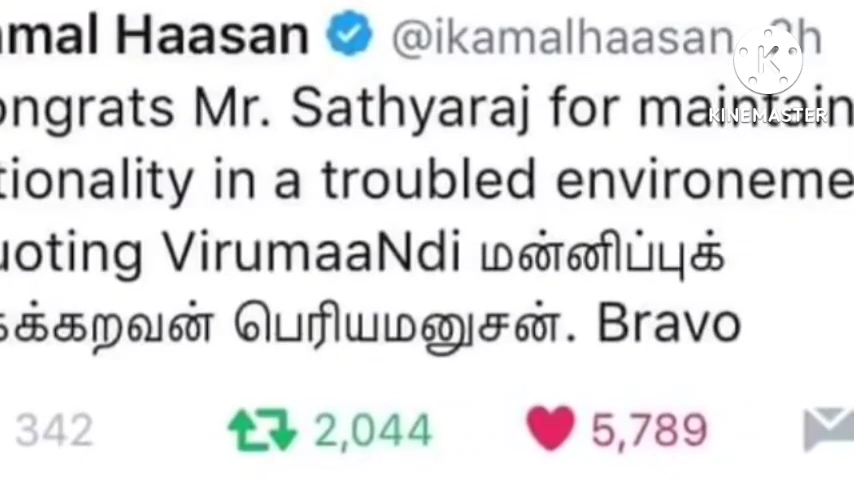 amal Haasan @ikamalhaasan 2h
KINEMASTER
ongrats Mr. Sathyaraj for maintain
tionality in a troubled environeme
uoting VirumaaNdi மன்னிப்புக்
கேக்கறவன் பெரியமனுசன். Bravo
342 2,044 5,789